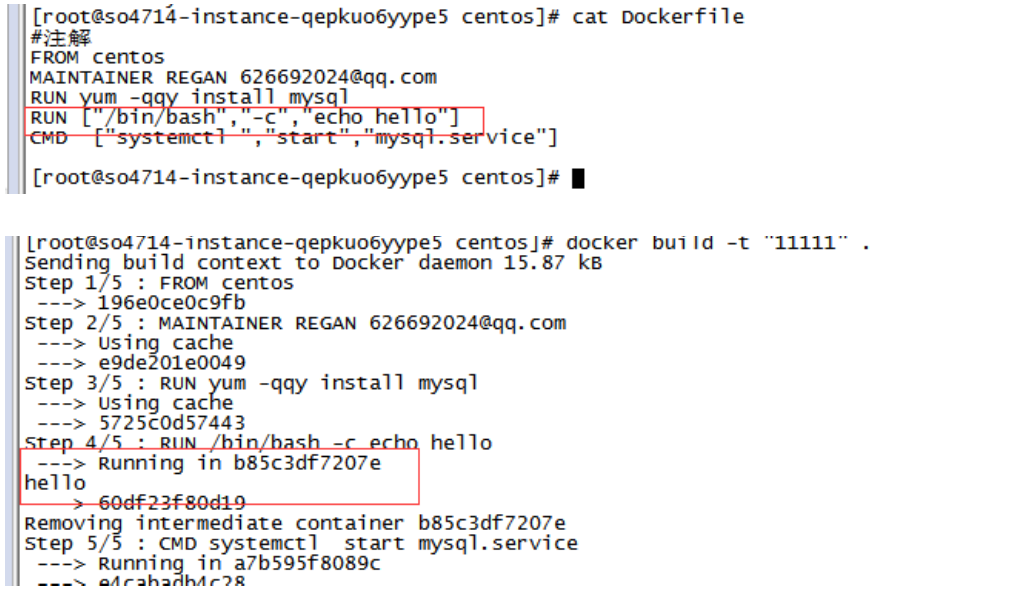 [root@so4714-instance-qepkuo6yype5 centos]# cat Dockerfile
#注解
FROM centos
MAINTAINER REGAN 626692024@qq.com
RUN yum -qqy install mysql
RUN ["/bin/bash","-c","echo hello"]
CMD  ["systemctl ","start","mysql.service"]
[root@so4714-instance-qepkuo6yype5 centos]#
[root@so4714-instance-qepkuo6yype5 centos]# docker build -t "11111" .
Sending build context to Docker daemon 15.87 kB
Step 1/5 : FROM centos
---> 196e0ce0c9fb
Step 2/5 : MAINTAINER REGAN 626692024@qq.com
---> Using cache
---> e9de201e0049
Step 3/5 : RUN yum -qqy install mysql
---> Using cache
---> 5725c0d57443
Step 4/5 : RUN /bin/bash -c echo hello
---> Running in b85c3df7207e
hello
---> 60df23f80d19
Removing intermediate container b85c3df7207e
Step 5/5 : CMD systemctl  start mysql.service
---> Running in a7b595f8089c
---> e4cabadb4c28